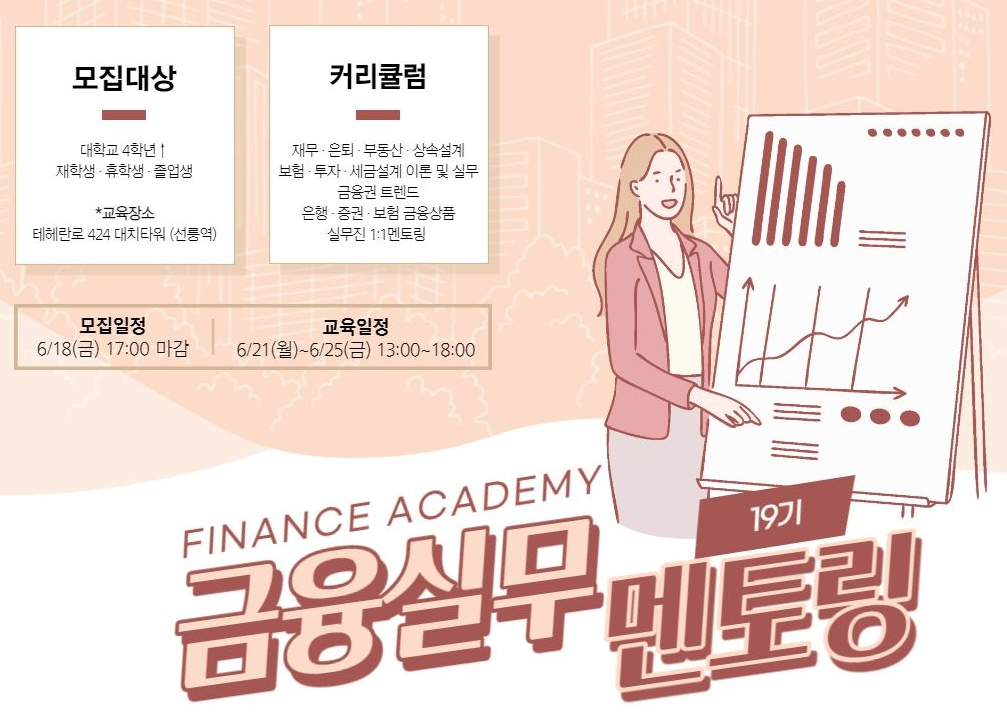 모집대상
대학교 4학년↑
재학생 · 휴학생 · 졸업생
*교육장소
테헤란로 424 대치타워 (선릉역)
커리큘럼
재무 · 은퇴 · 부동산 · 상속설계
보험 · 투자 · 세금설계 이론 및 실무
금융권 트렌드
은행 · 증권 · 보험 금융상품
실무진 1:1멘토링
모집일정
6/18(금) 17:00 마감
교육일정
6/21(월)~6/25(금) 13:00~18:00
FINANCE ACADEMY
19기
금융실무 멘토링